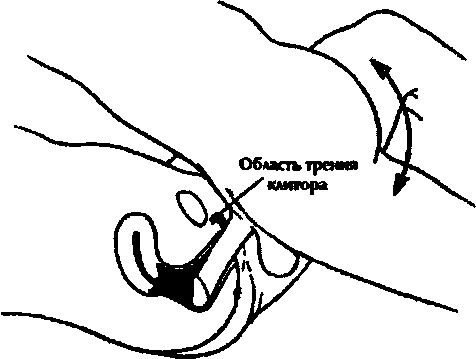 Область трения
клитора